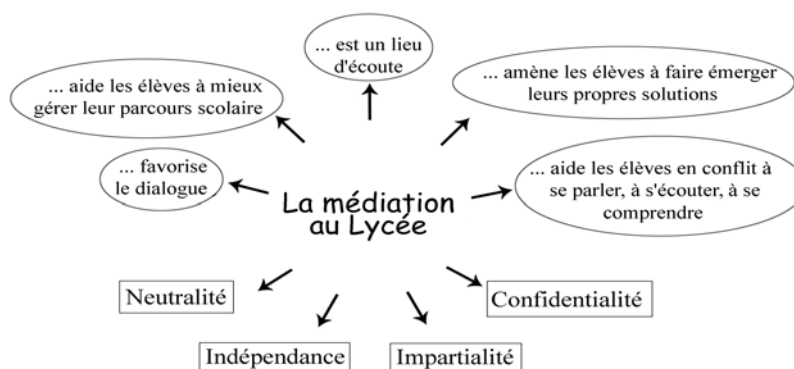 ... est un lieu
d'écoute
... aide les élèves à mieux
gérer leur parcours scolaire
... amène les élèves à faire émerger
leurs propres solutions
... favorise
le dialogue
... aide les élèves en conflit à
se parler, à s'écouter, à se
comprendre
La médiation
au Lycée
Neutralité
Confidentialité
Indépendance
Impartialité